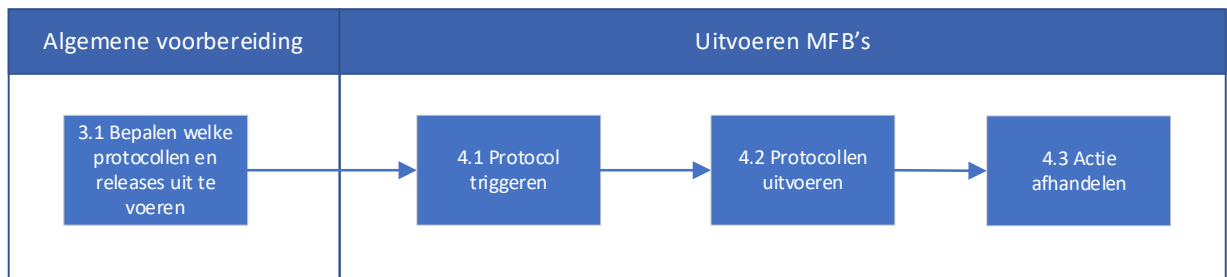 Algemene voorbereiding
Uitvoeren MFB’s
3.1 Bepalen welke
protocollen en
releases uit te
voeren
4.1 Protocol
triggeren
4.2 Protocollen
uitvoeren
4.3 Actie
afhandelen